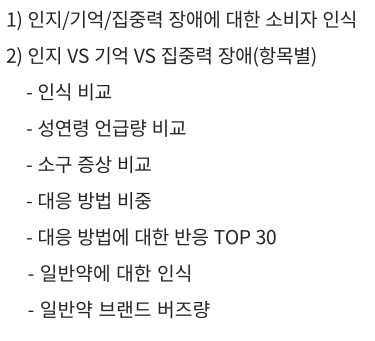 1) 인지/기억/집중력 장애에 대한 소비자 인식
2) 인지 VS 기억 VS 집중력 장애(항목별)
- 인식 비교
- 성연령 언급량 비교
- 소구 증상 비교
- 대응 방법 비중
- 대응 방법에 대한 반응 TOP 30
- 일반약에 대한 인식
- 일반약 브랜드 버즈량